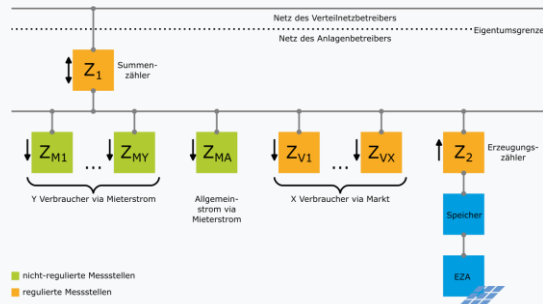 Netz des Verteilnetzbetreibers
Netz des Anlagenbetreibers
Eigentumsgrenze
Z1
Summen-
zähler
ZM1
...
ZMY
ZMA
ZV1
...
ZVX
Z2
Erzeugungs-
zähler
Y Verbraucher via Mieterstrom
Allgemein-
strom via
Mieterstrom
X Verbraucher via Markt
Speicher
EZA
nicht-regulierte Messstellen
regulierte Messstellen